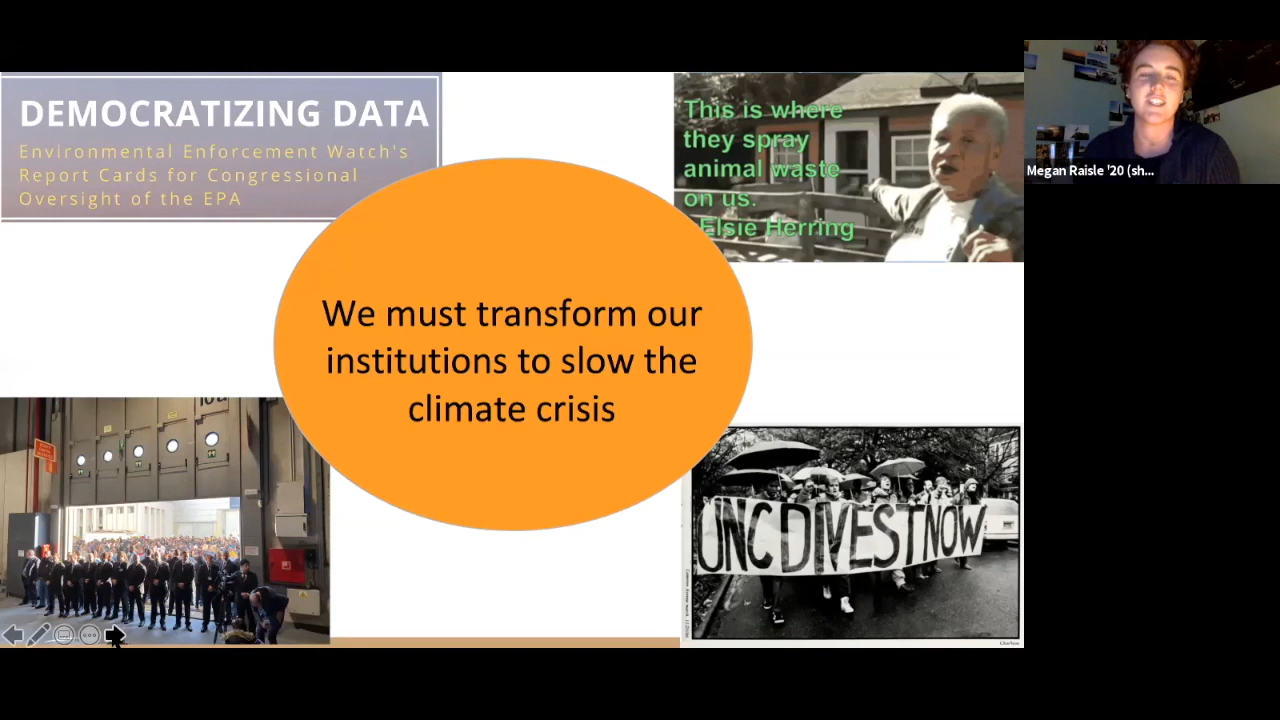 DEMOCRATIZING DATA
Environmental Enforcement Watch's
Report Cards for Congressional
Oversight of the EPA
This is where
they spray
animal waste
on us.
Elsie Herring
Megan Raisle '20 (sh...
We must transform our
institutions to slow the
climate crisis
UNC DIVEST NOW